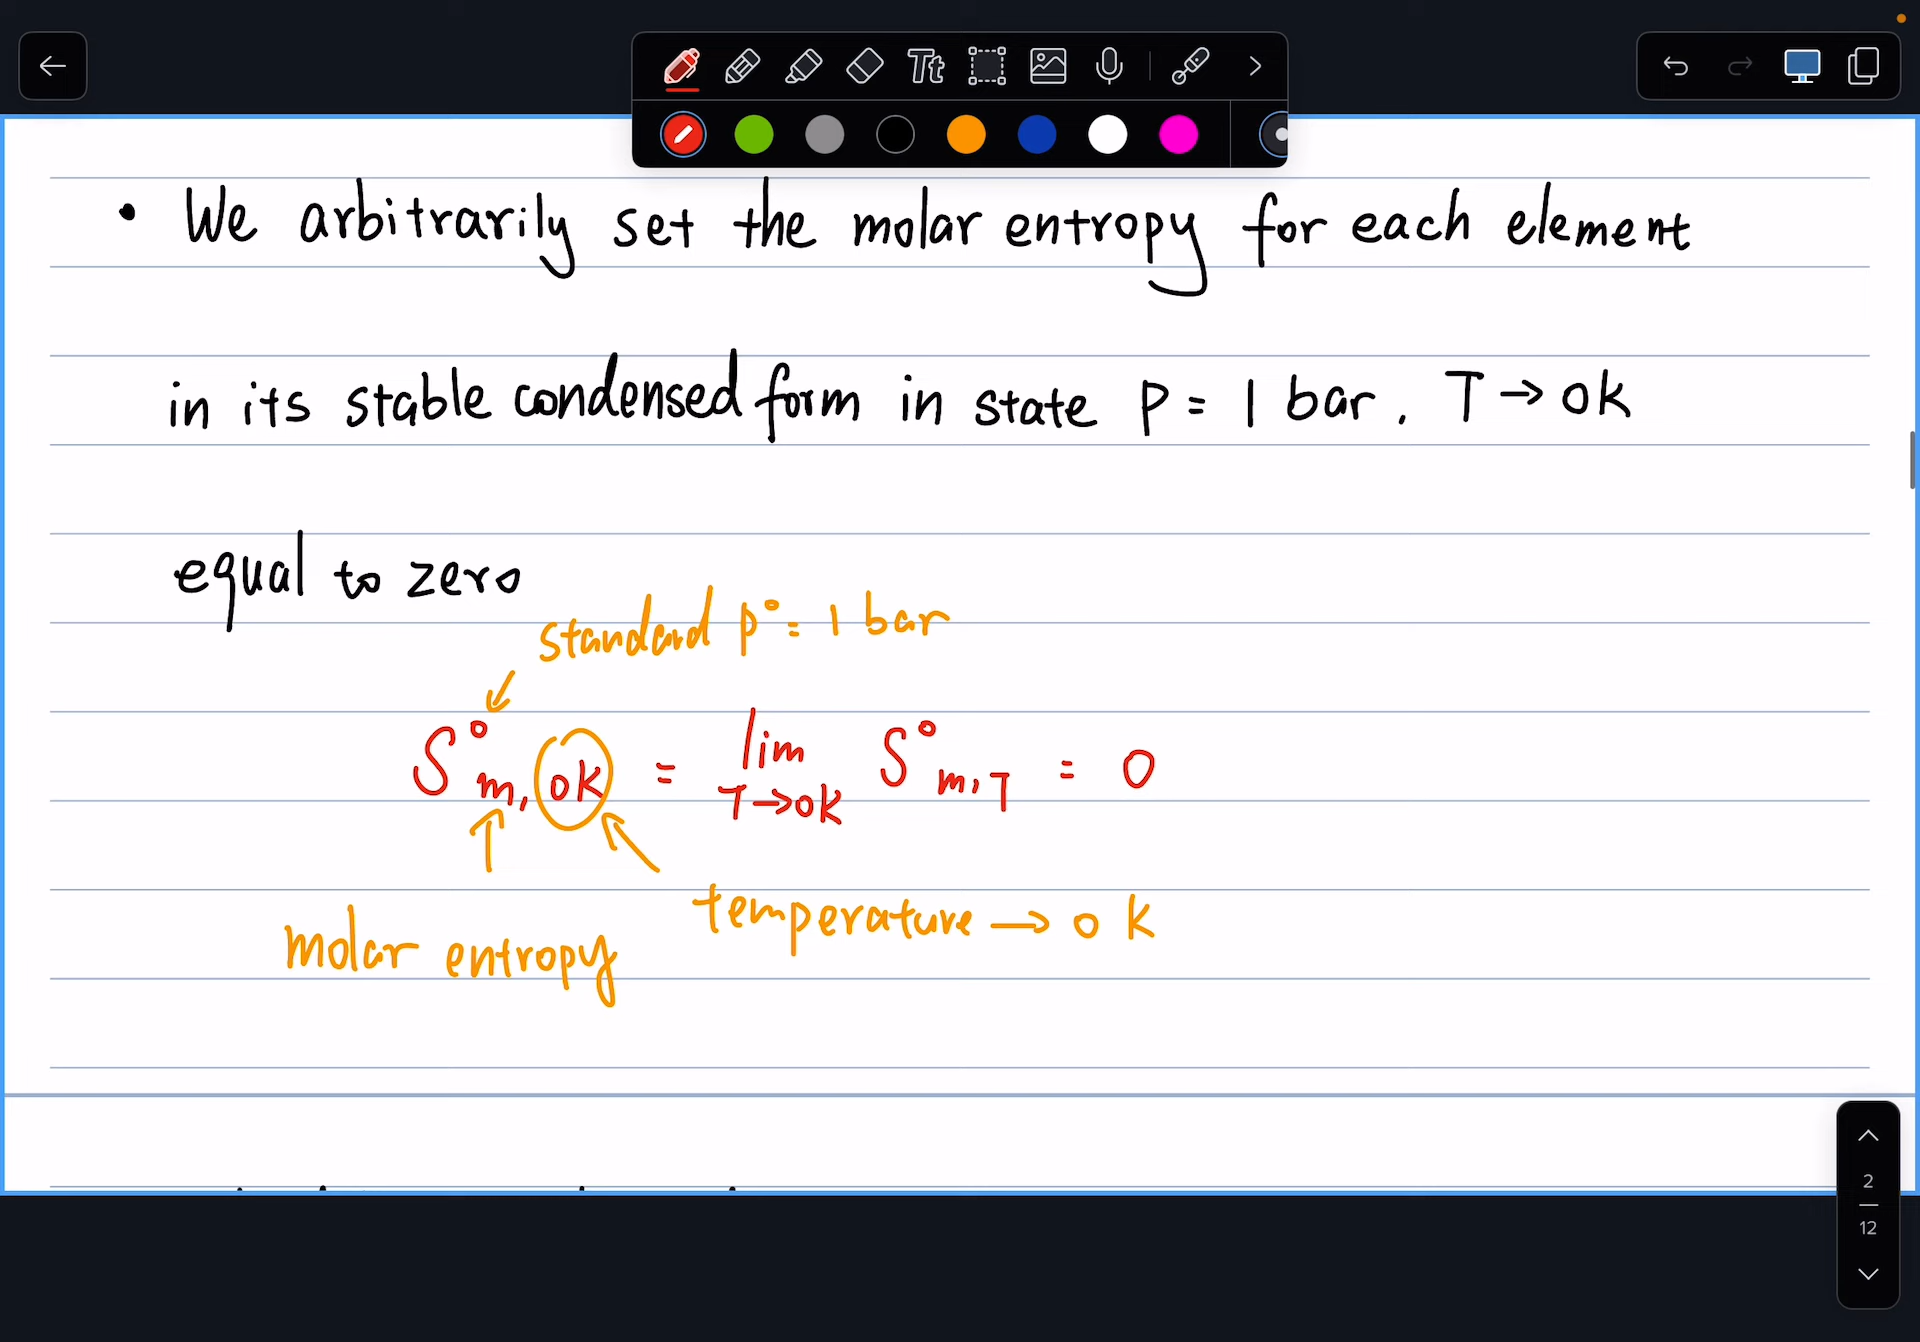 Tt
• We arbitrarily set the molar entropy for each element
in its stable condensed form in state P = 1 bar. T → 0K
equal to zero
standard P° = 1 bar
S°m, 0K = lim T→0K S°m,T = 0
molar entropy
temperature → 0 K
2
12